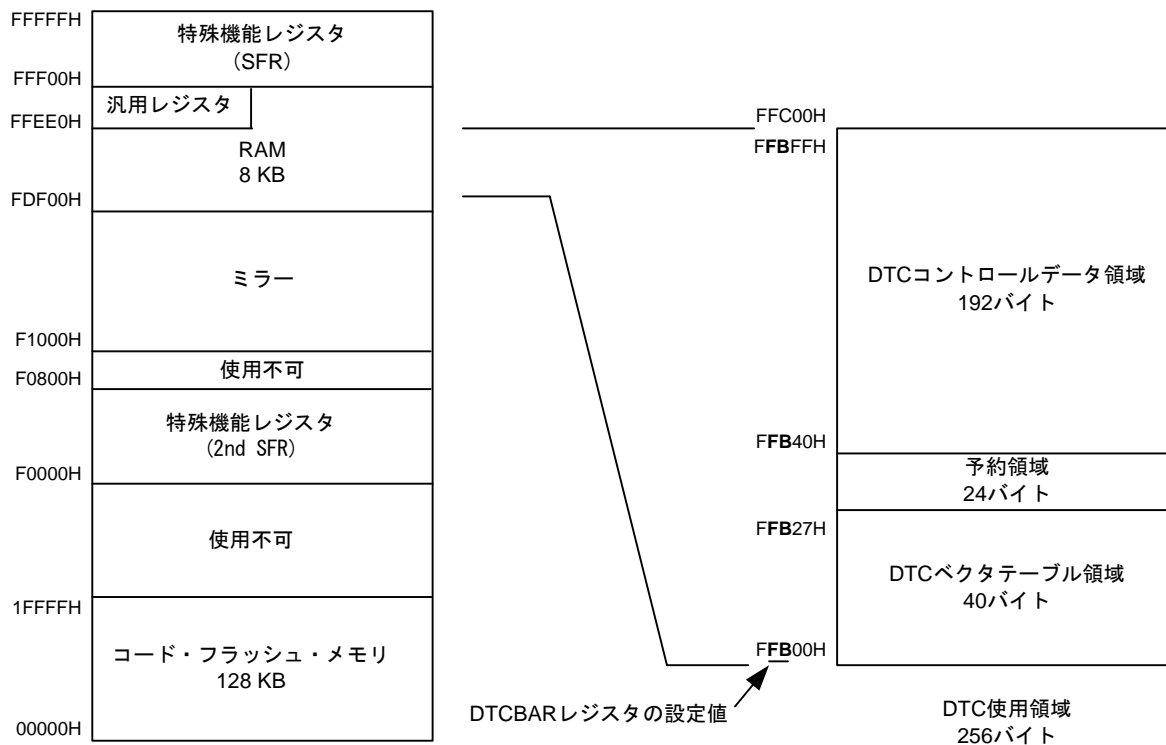 FFFFFH
特殊機能レジスタ
(SFR)
FFF00H
汎用レジスタ
FFEE0H
RAM
8 KB
FDF00H
ミラー
F1000H
使用不可
F0800H
特殊機能レジスタ
(2nd SFR)
F0000H
使用不可
1FFFFH
コード・フラッシュ・メモリ
128 KB
00000H
FFC00H
FFBFFH
DTCコントロールデータ領域
192バイト
FFB40H
予約領域
24バイト
FFB27H
DTCベクタテーブル領域
40バイト
FFB00H
DTCBARレジスタの設定値
DTC使用領域
256バイト